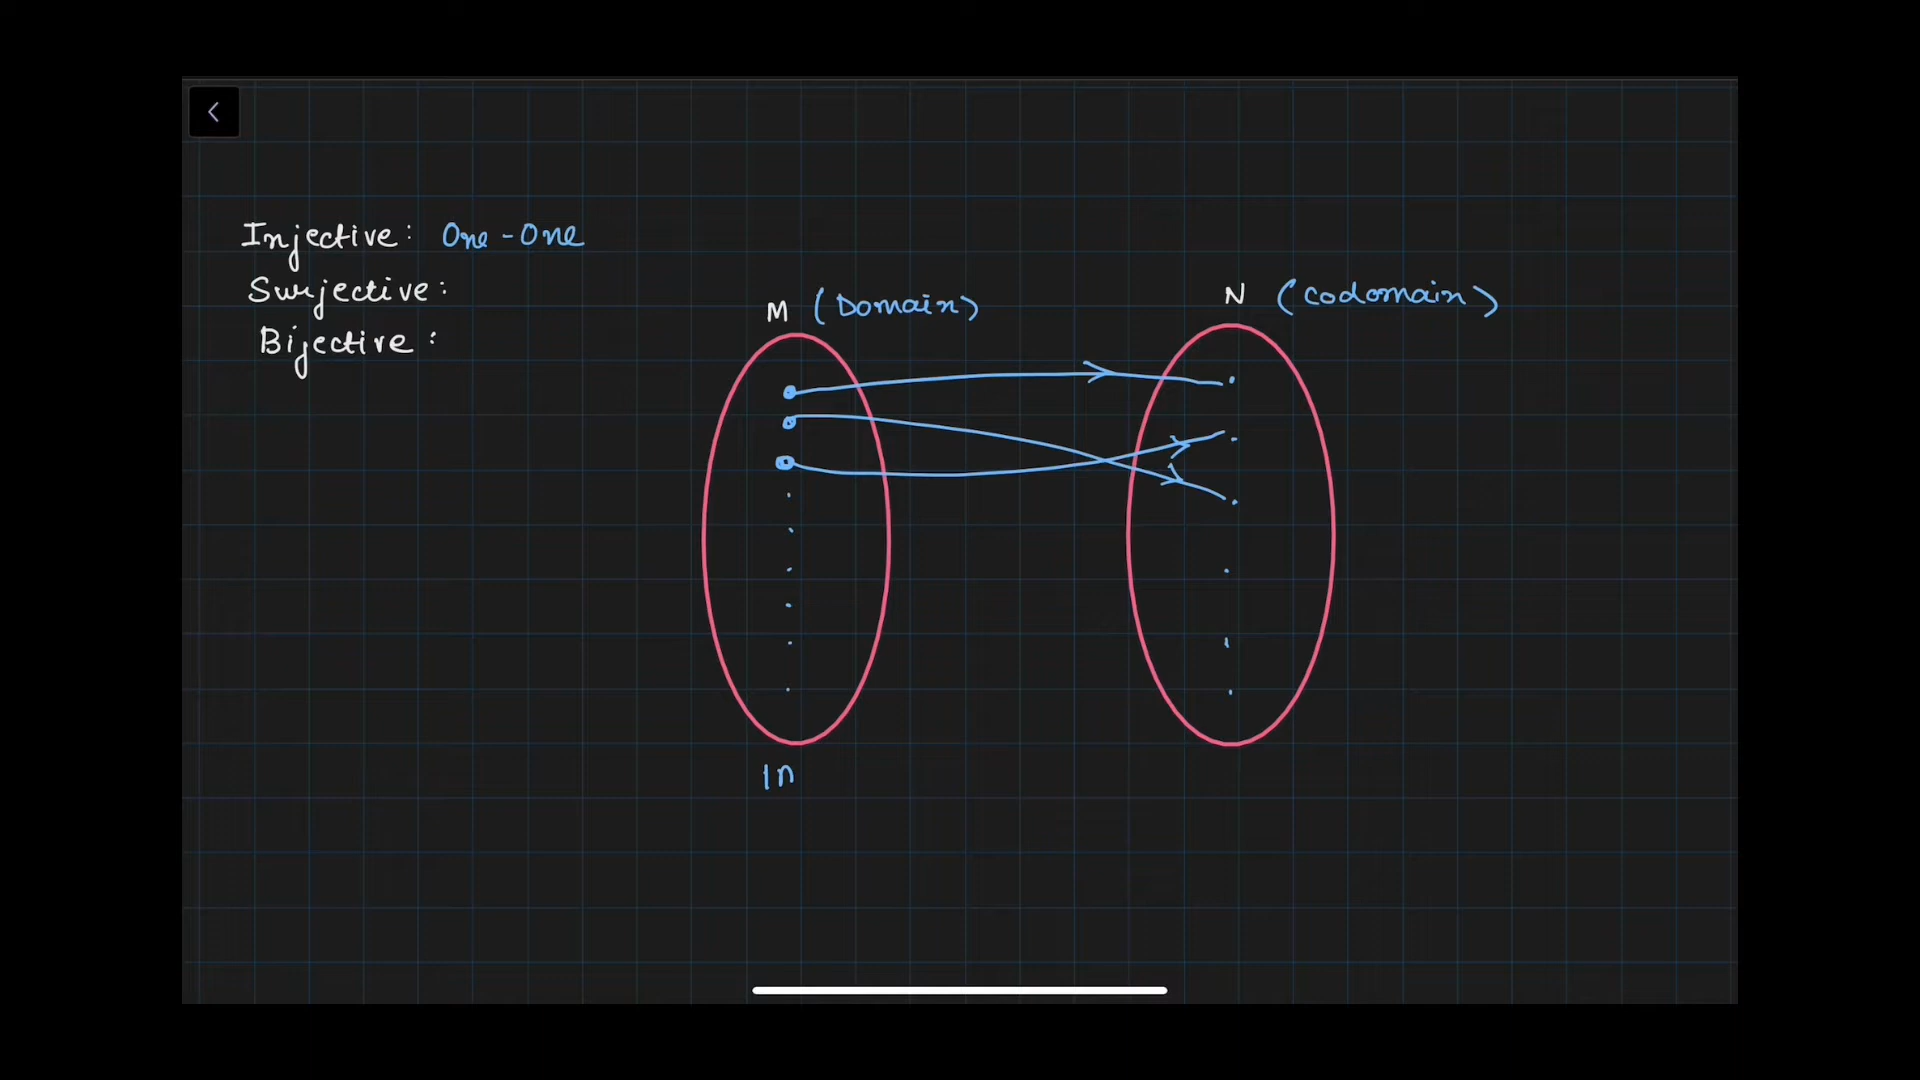 Injective: One-One
Surjective:
Bijective:
M (Domain)
N (codomain)
In